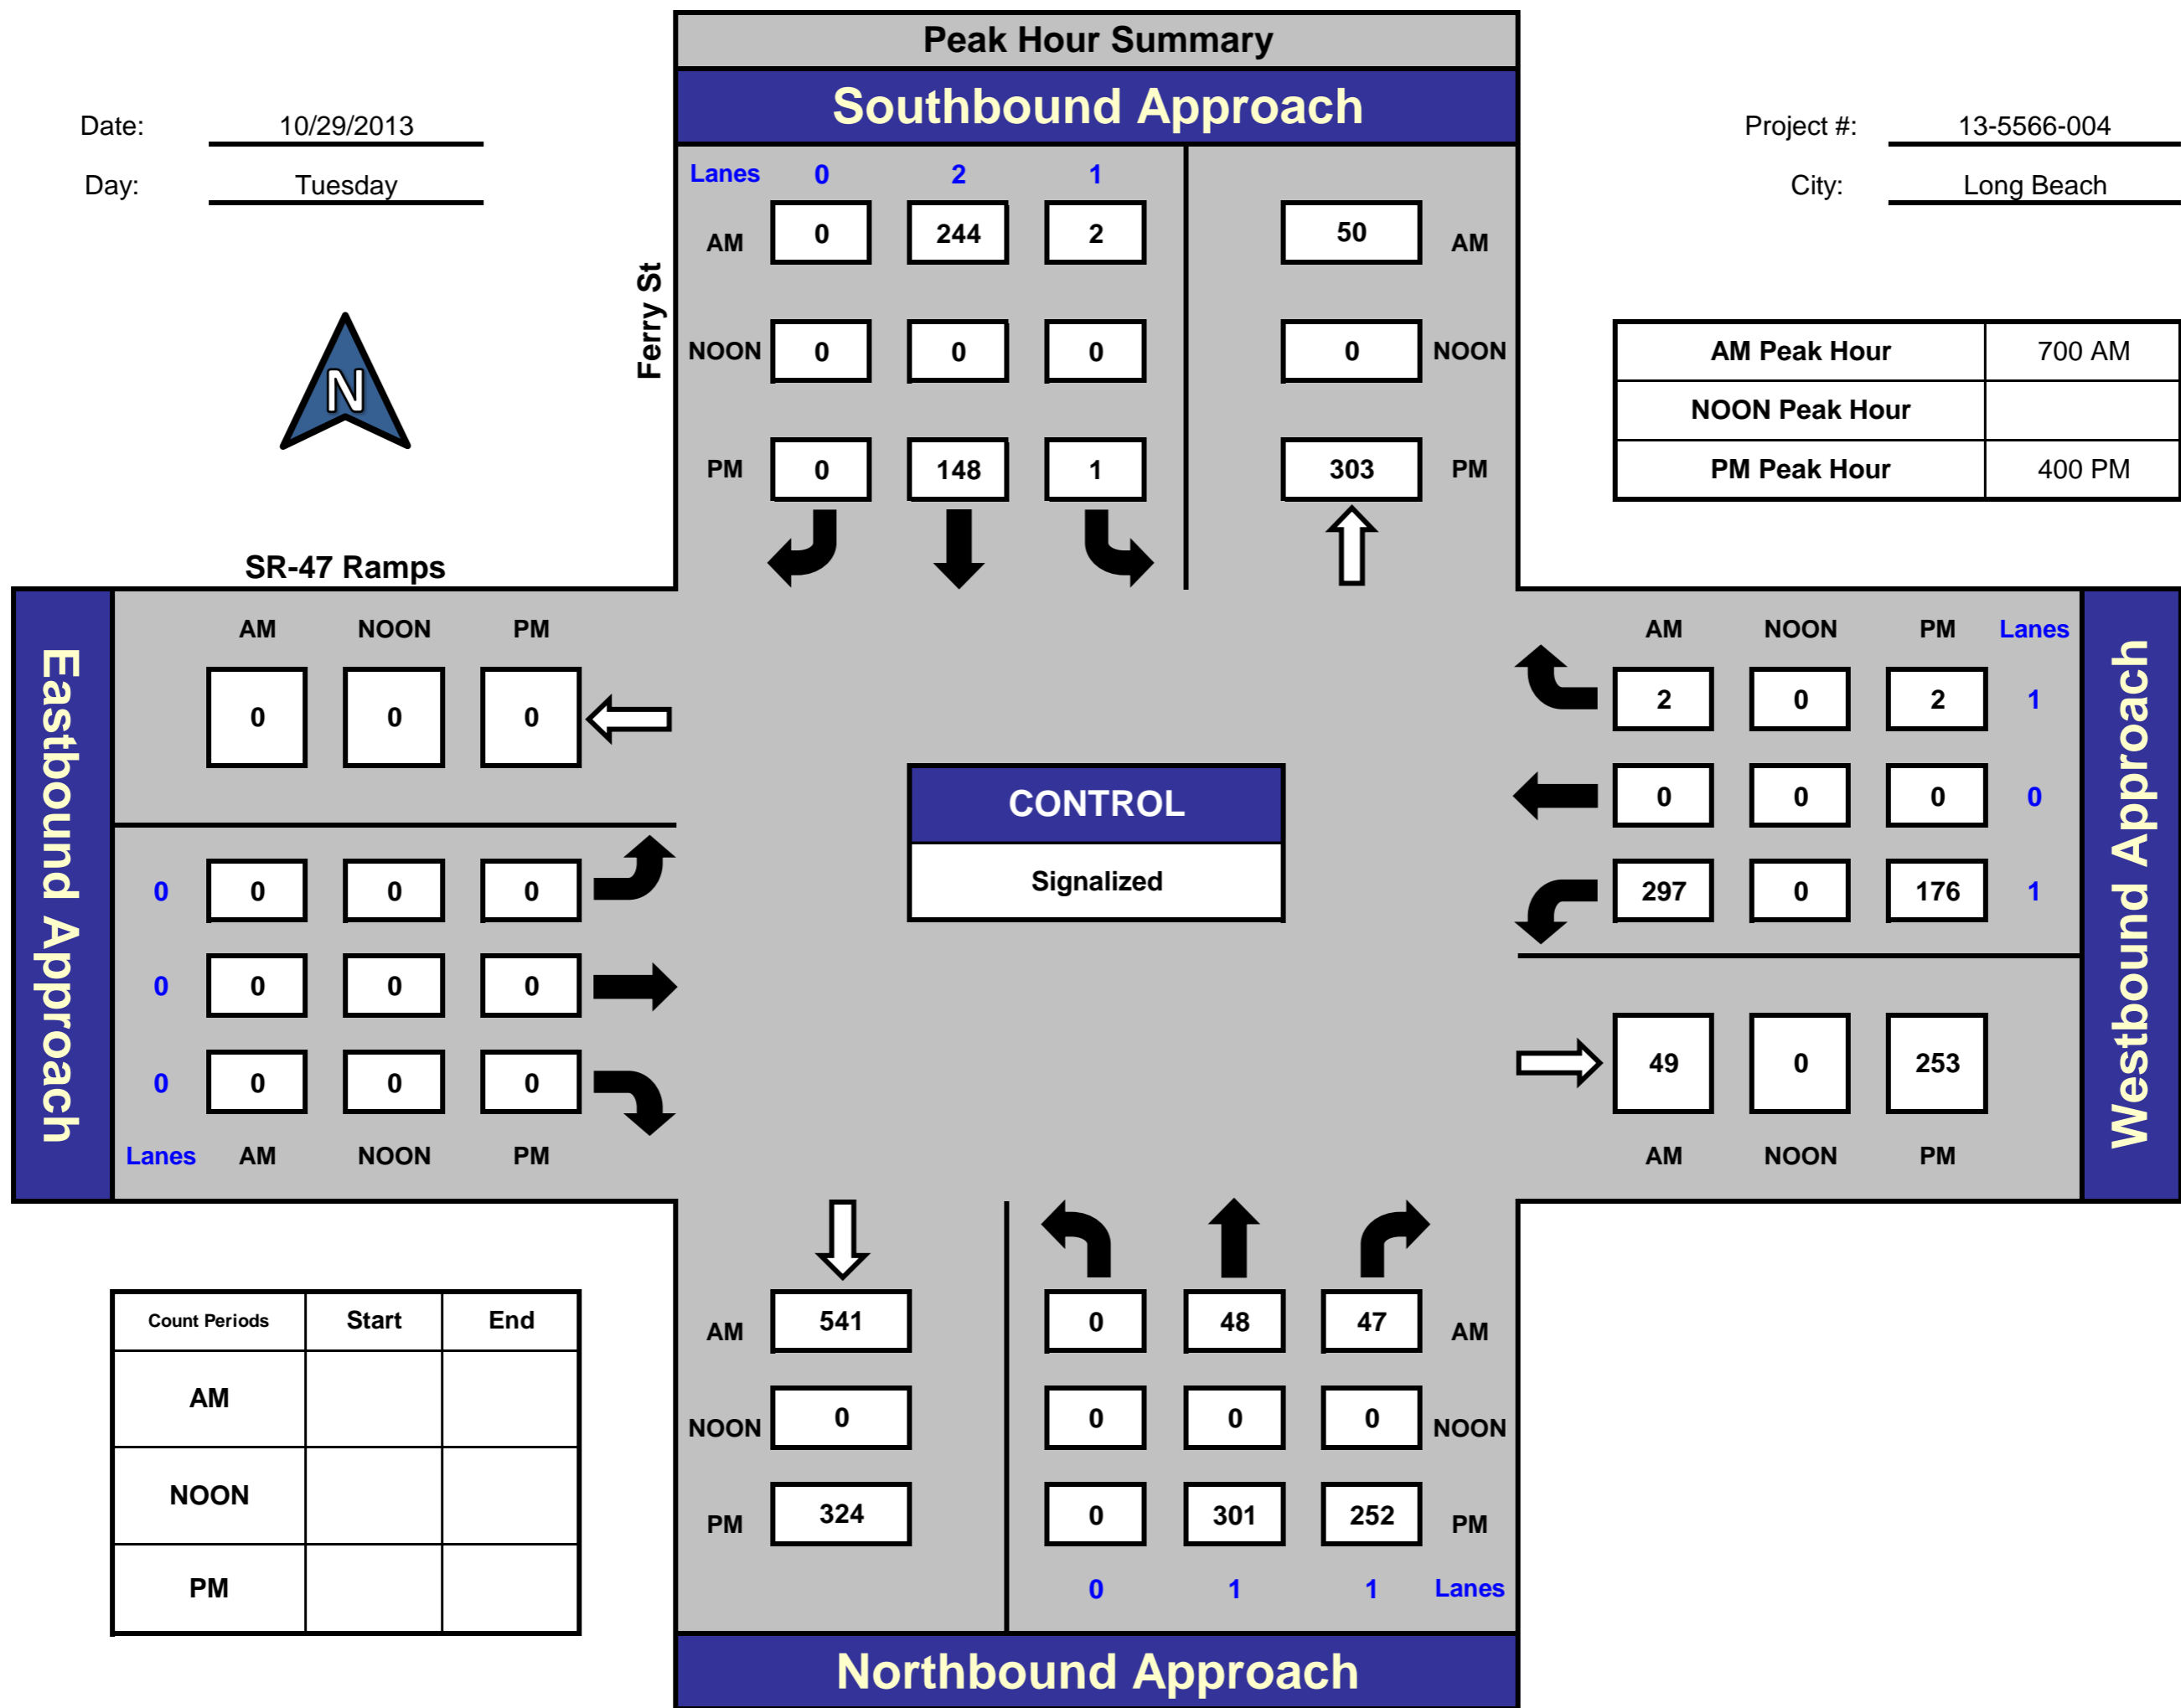 Peak Hour Summary
Southbound Approach
Date: 10/29/2013
Project #: 13-5566-004
Day: Tuesday
City: Long Beach
Lanes 0 2 1
AM 0 244 2 50 AM
Ferry St
NOON 0 0 0 0 NOON
PM 0 148 1 303 PM
N
AM Peak Hour 700 AM
NOON Peak Hour
PM Peak Hour 400 PM
SR-47 Ramps
Eastbound Approach
AM NOON PM
0 0 0
0 0 0 0
0 0 0 0
0 0 0 0
Lanes AM NOON PM
CONTROL
Signalized
AM NOON PM Lanes
2 0 2 1
0 0 0 0
297 0 176 1
49 0 253
AM NOON PM
Westbound Approach
Count Periods Start End
AM
NOON
PM
AM 541 0 48 47 AM
NOON 0 0 0 0 NOON
PM 324 0 301 252 PM
0 1 1 Lanes
Northbound Approach